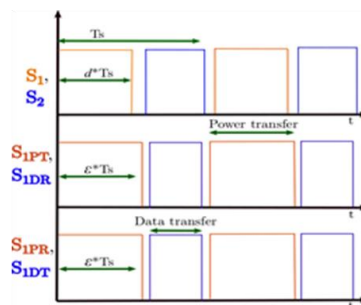 Ts
d*Ts
S1,
S2
t
Power transfer
S1PT,
S1DR
ε*Ts
t
Data transfer
S1PR,
S1DT
ε*Ts
t